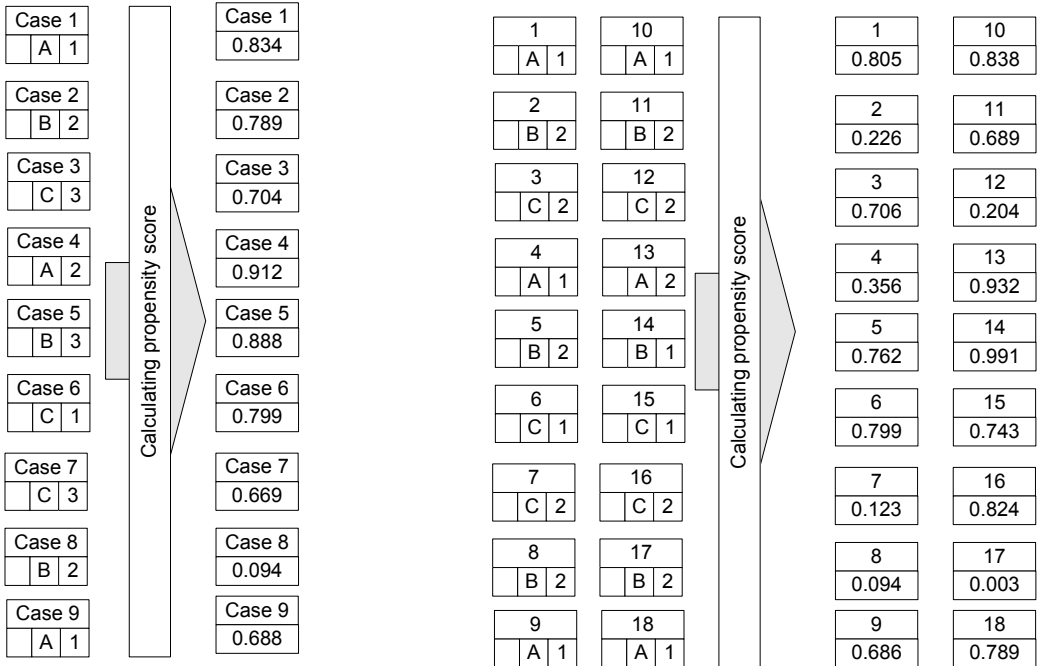 Case 1
A 1
Case 2
B 2
Case 3
C 3
Case 4
A 2
Case 5
B 3
Case 6
C 1
Case 7
C 3
Case 8
B 2
Case 9
A 1
Calculating propensity score
Case 1
0.834
Case 2
0.789
Case 3
0.704
Case 4
0.912
Case 5
0.888
Case 6
0.799
Case 7
0.669
Case 8
0.094
Case 9
0.688
1
A 1
2
B 2
3
C 2
4
A 1
5
B 2
6
C 1
7
C 2
8
B 2
9
A 1
10
A 1
11
B 2
12
C 2
13
A 2
14
B 1
15
C 1
16
C 2
17
B 2
18
A 1
Calculating propensity score
1
0.805
2
0.226
3
0.706
4
0.356
5
0.762
6
0.799
7
0.123
8
0.094
9
0.686
10
0.838
11
0.689
12
0.204
13
0.932
14
0.991
15
0.743
16
0.824
17
0.003
18
0.789